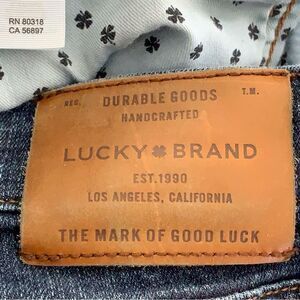 RN 80318
CA 56897
REG. DURABLE GOODS T.M.
HANDCRAFTED
LUCKY BRAND
EST.1990
LOS ANGELES, CALIFORNIA
THE MARK OF GOOD LUCK